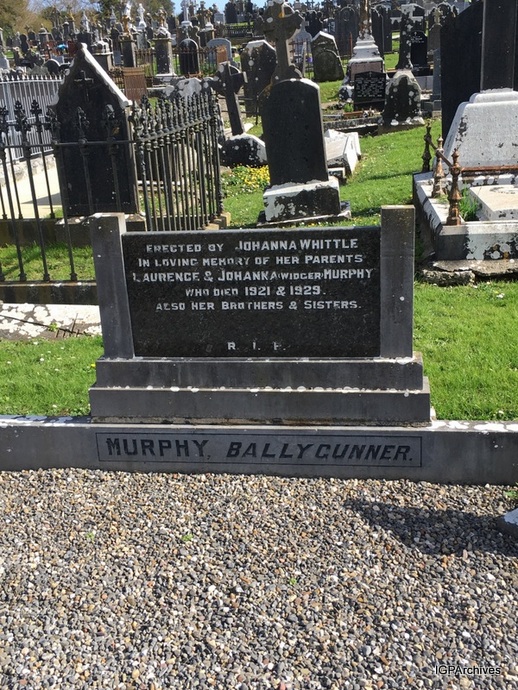 ERECTED BY JOHANNA WHITTLE
IN LOVING MEMORY OF HER PARENTS
LAURENCE & JOHANNA WIDGER MURPHY
WHO DIED 1921 & 1929.
ALSO HER BROTHERS & SISTERS.
R. I. P.
MURPHY. BALLYGUNNER.
IGPArchives